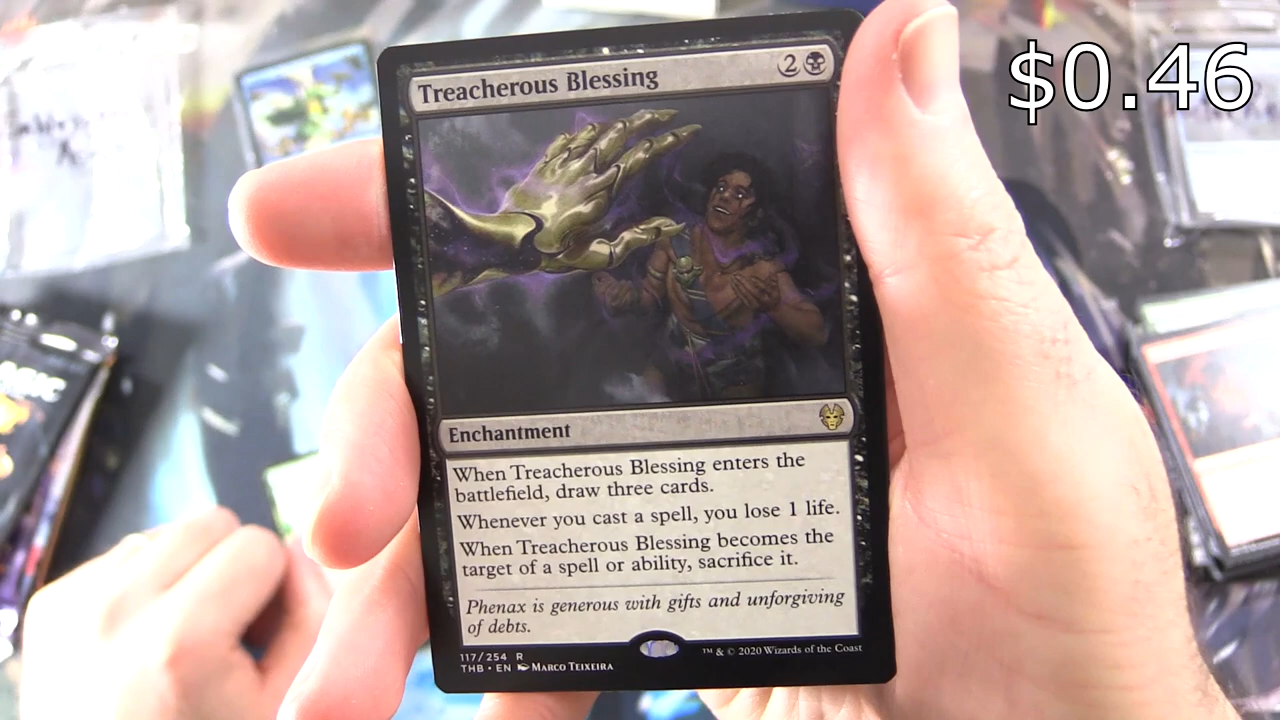 $0.46
Treacherous Blessing 2
Enchantment
When Treacherous Blessing enters the
battlefield, draw three cards.
Whenever you cast a spell, you lose 1 life.
When Treacherous Blessing becomes the
target of a spell or ability, sacrifice it.
Phenax is generous with gifts and unforgiving
of debts.
117/254 R
THB • EN MARCO TEIXEIRA
™ & © 2020 Wizards of the Coast